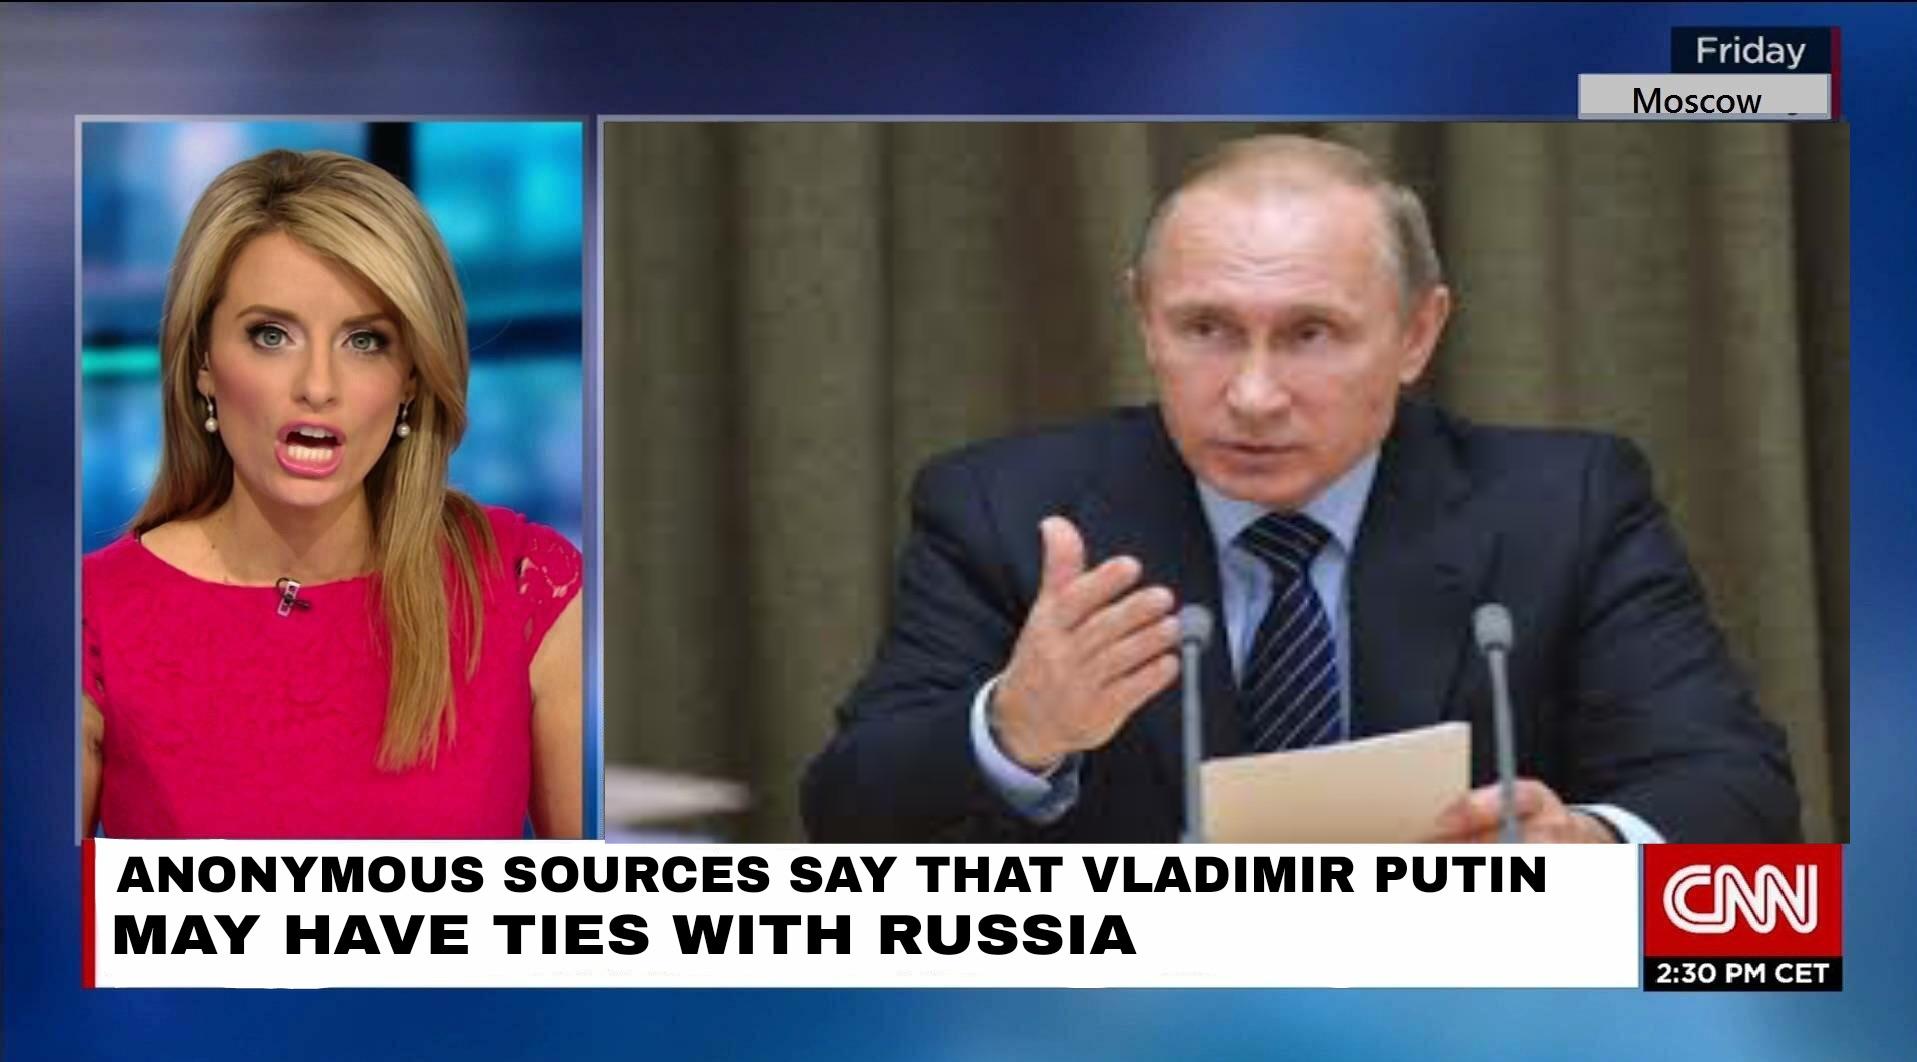 Friday
Moscow
ANONYMOUS SOURCES SAY THAT VLADIMIR PUTIN
MAY HAVE TIES WITH RUSSIA
CNN
2:30 PM CET